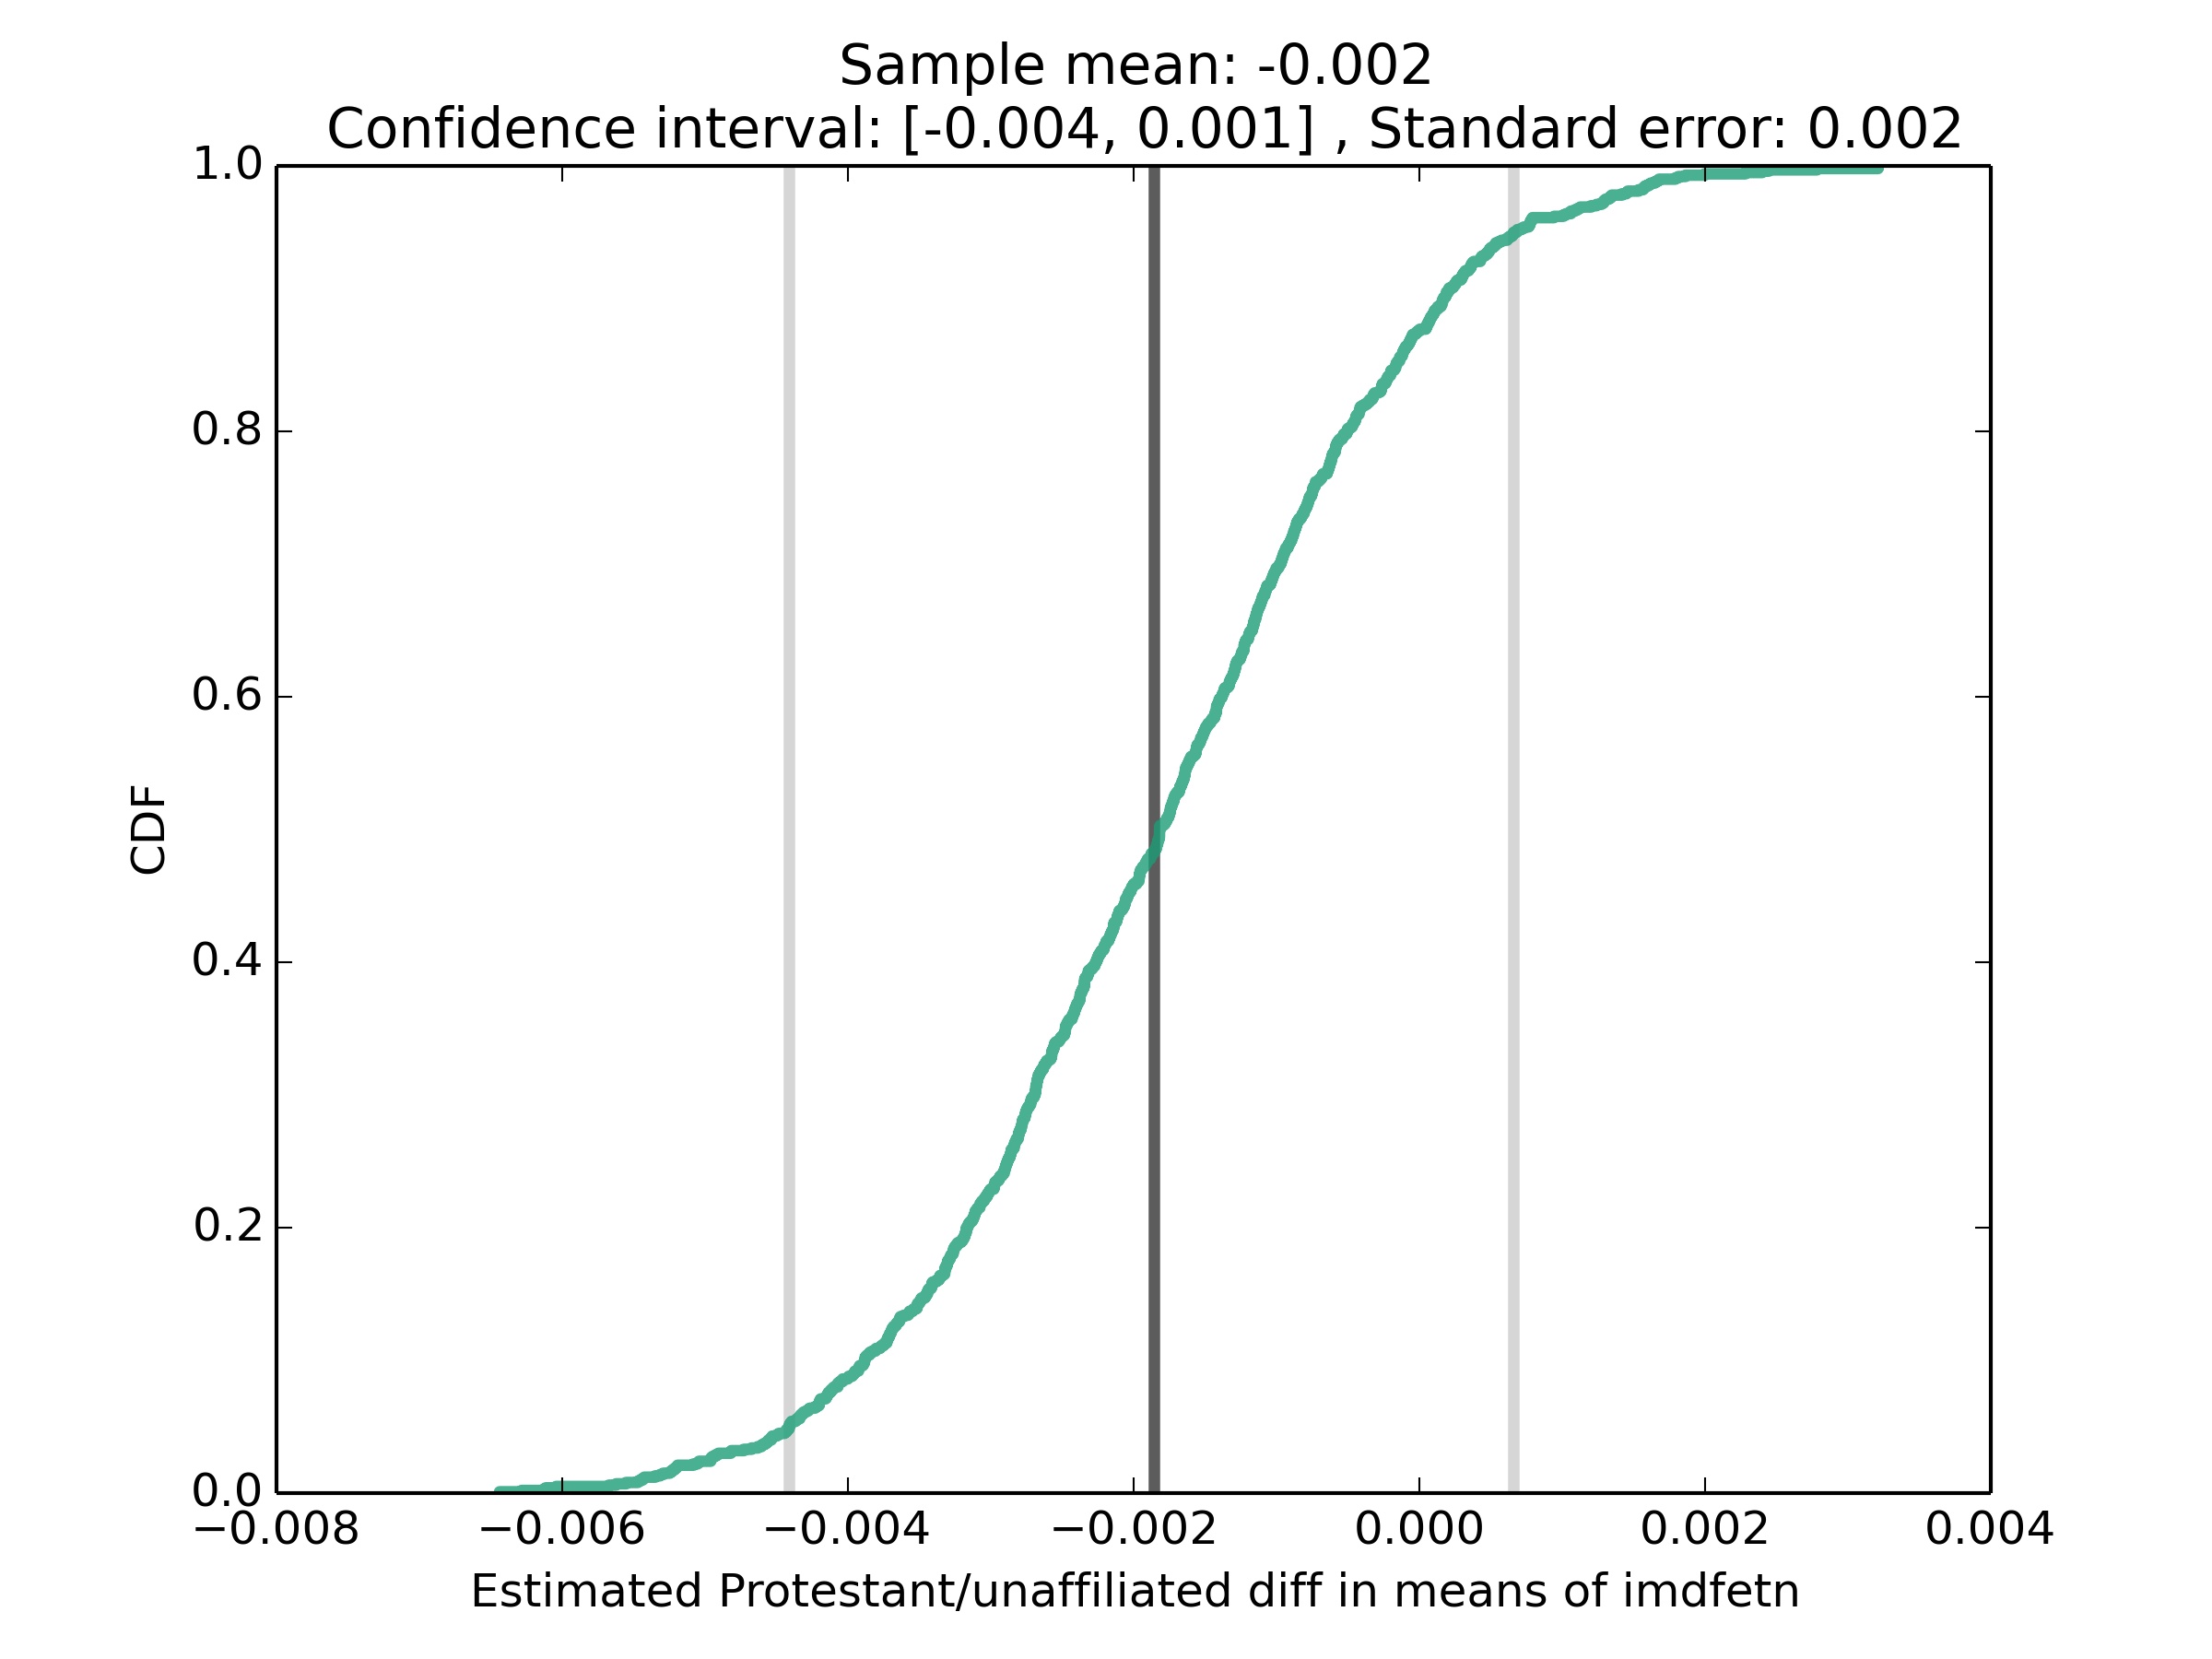 Sample mean: -0.002
Confidence interval: [-0.004, 0.001] , Standard error: 0.002
1.0
0.8
0.6
0.4
0.2
0.0
CDF
−0.008 −0.006 −0.004 −0.002 0.000 0.002 0.004
Estimated Protestant/unaffiliated diff in means of imdfetn